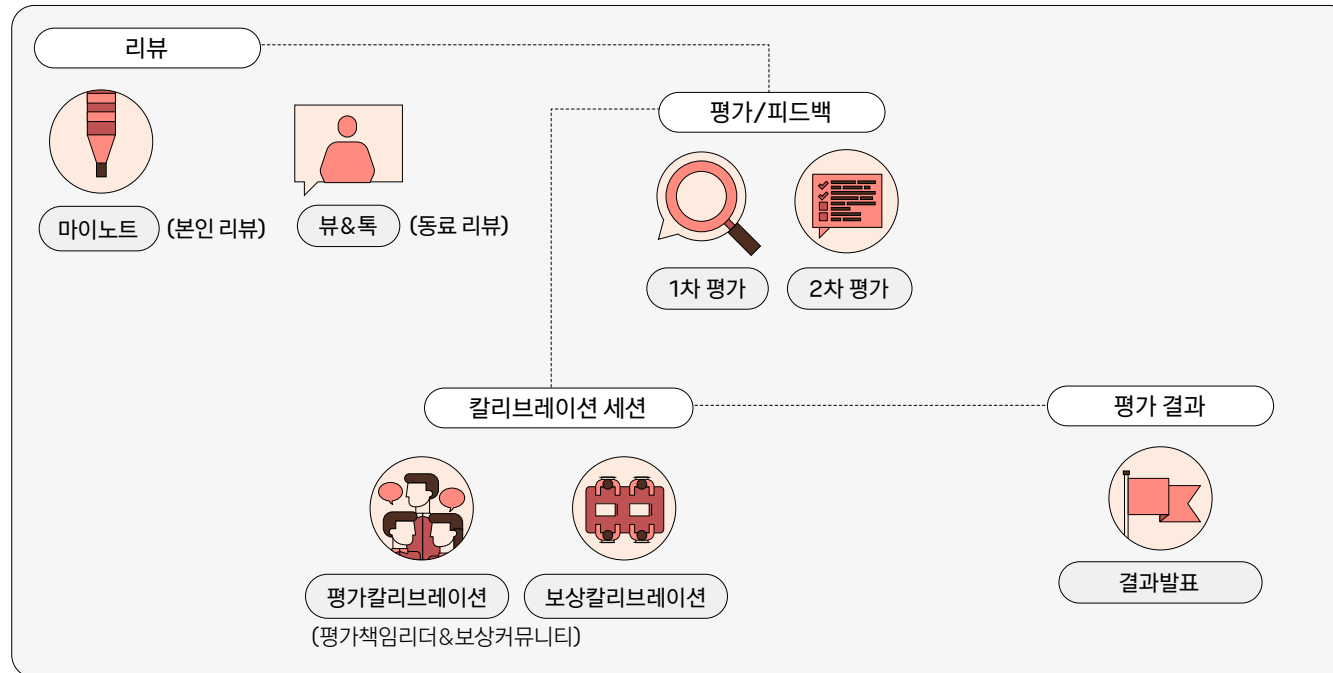 리뷰
마이노트 (본인 리뷰)
뷰&톡 (동료 리뷰)
평가/피드백
1차 평가
2차 평가
칼리브레이션 세션
평가칼리브레이션
(평가책임리더&보상커뮤니티)
보상칼리브레이션
평가 결과
결과발표